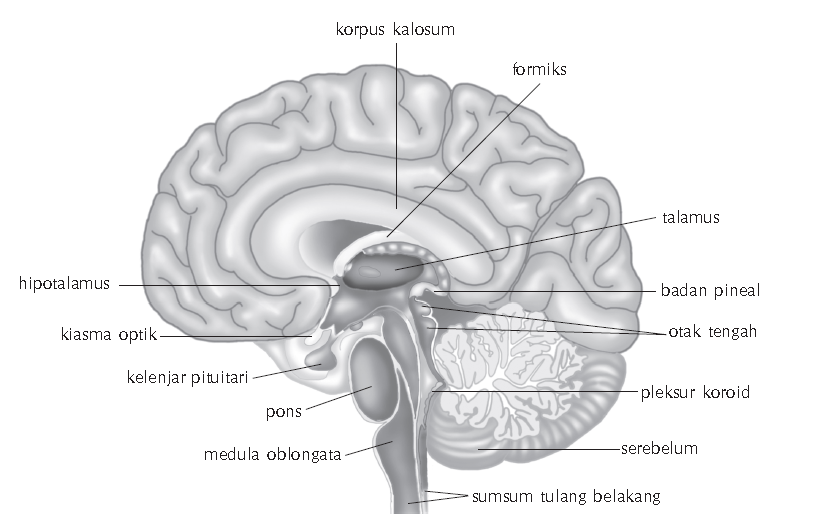 korpus kalosum
formiks
talamus
hipotalamus
badan pineal
kiasma optik
otak tengah
kelenjar pituitari
pleksur koroid
pons
medula oblongata
serebelum
sumsum tulang belakang